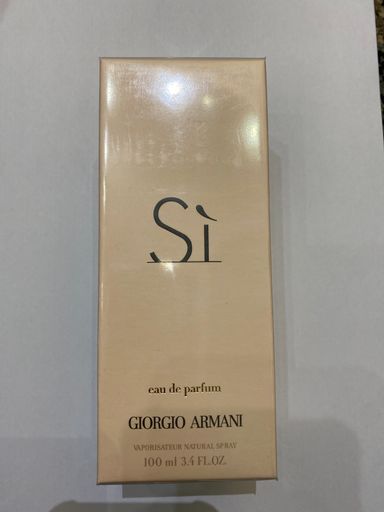 Sì
eau de parfum
GIORGIO ARMANI
VAPORISATEUR NATURAL SPRAY
100 ml 3.4 FL.OZ.